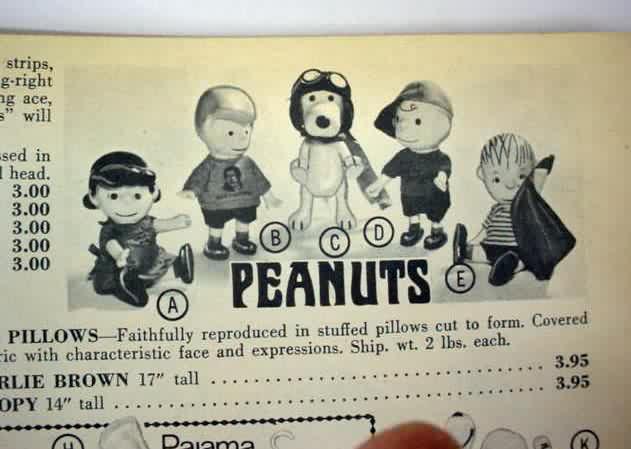 strips,
g-right
ng ace,
s” will
ssed in
l head.
3.00
3.00
3.00
3.00
3.00
A
B
C
D
E
PEANUTS
PILLOWS—Faithfully reproduced in stuffed pillows cut to form. Covered
ric with characteristic face and expressions. Ship. wt. 2 lbs. each.
RLIE BROWN 17″ tall ........................................ 3.95
OPY 14″ tall ................................................ 3.95
H
Pajama
K